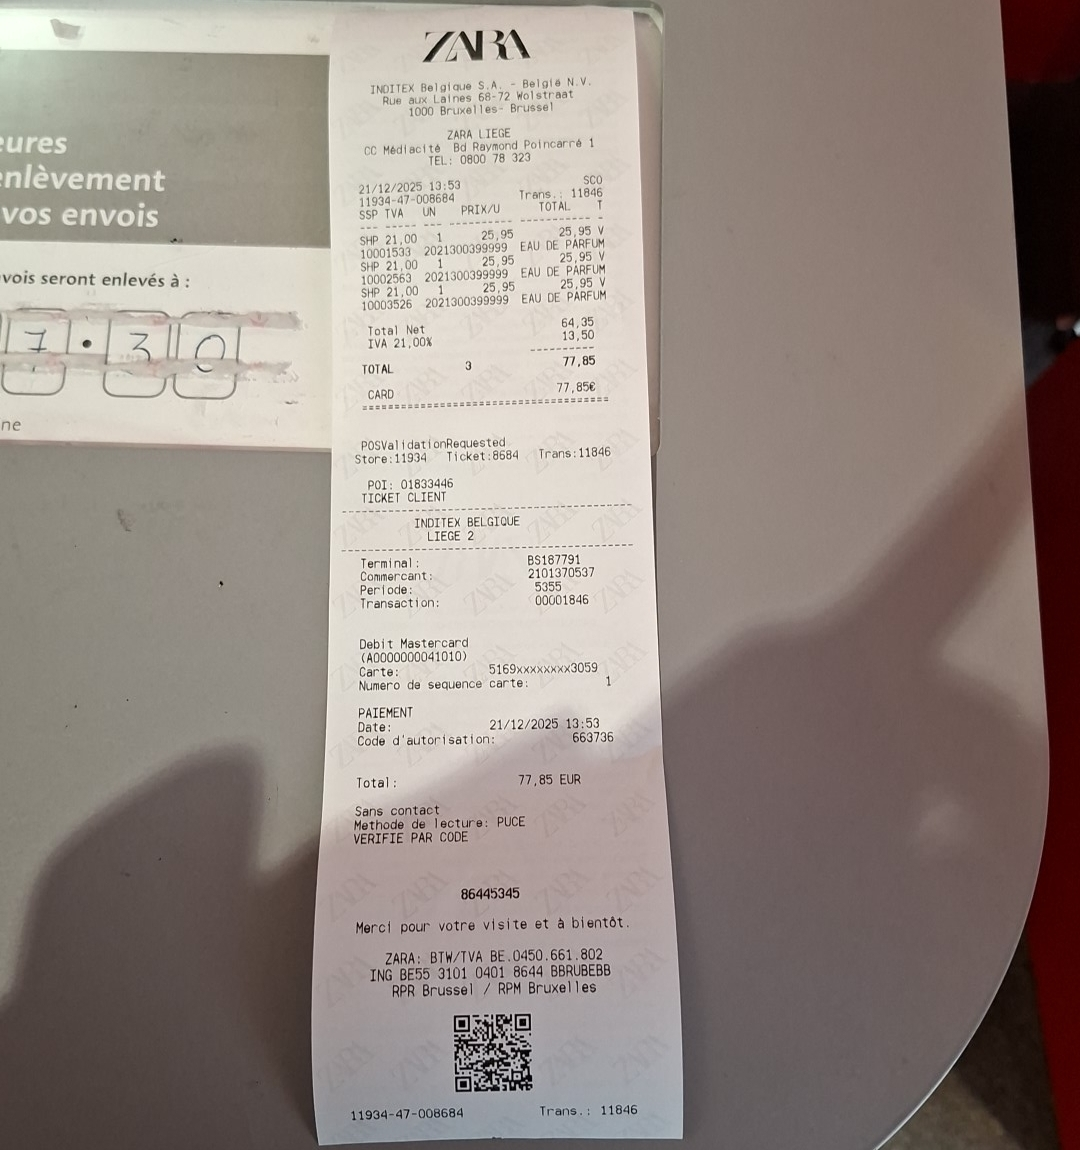 eures
enlèvement
vos envois
vois seront enlevés à :
7 . 30
ne
ZARA
INDITEX Belgique S.A. - België N.V.
Rue aux Laines 68-72 Wolstraat
1000 Bruxelles- Brussel
ZARA LIEGE
CC Médiacité Bd Raymond Poincarré 1
TEL: 0800 78 323
21/12/2025 13:53 SCO
11934-47-008684 Trans.: 11846
SSP TVA UN PRIX/U TOTAL T
SHP 21,00 1 25,95 25,95 V
10001533 2021300399999 EAU DE PARFUM
SHP 21,00 1 25,95 25,95 V
10002563 2021300399999 EAU DE PARFUM
SHP 21,00 1 25,95 25,95 V
10003526 2021300399999 EAU DE PARFUM
Total Net 64,35
IVA 21,00% 13,50
TOTAL 3 77,85
CARD 77,85€
POSValidationRequested
Store:11934 Ticket:8684 Trans:11846
POI: 01833446
TICKET CLIENT
INDITEX BELGIQUE
LIEGE 2
Terminal: BS187791
Commercant: 2101370537
Periode: 5355
Transaction: 00001846
Debit Mastercard
(A0000000041010)
Carte: 5169xxxxxxxx3059
Numero de sequence carte: 1
PAIEMENT
Date: 21/12/2025 13:53
Code d'autorisation: 663736
Total: 77,85 EUR
Sans contact
Methode de lecture: PUCE
VERIFIE PAR CODE
86445345
Merci pour votre visite et à bientôt.
ZARA: BTW/TVA BE.0450.661.802
ING BE55 3101 0401 8644 BBRUBEBB
RPR Brussel / RPM Bruxelles
11934-47-008684 Trans.: 11846